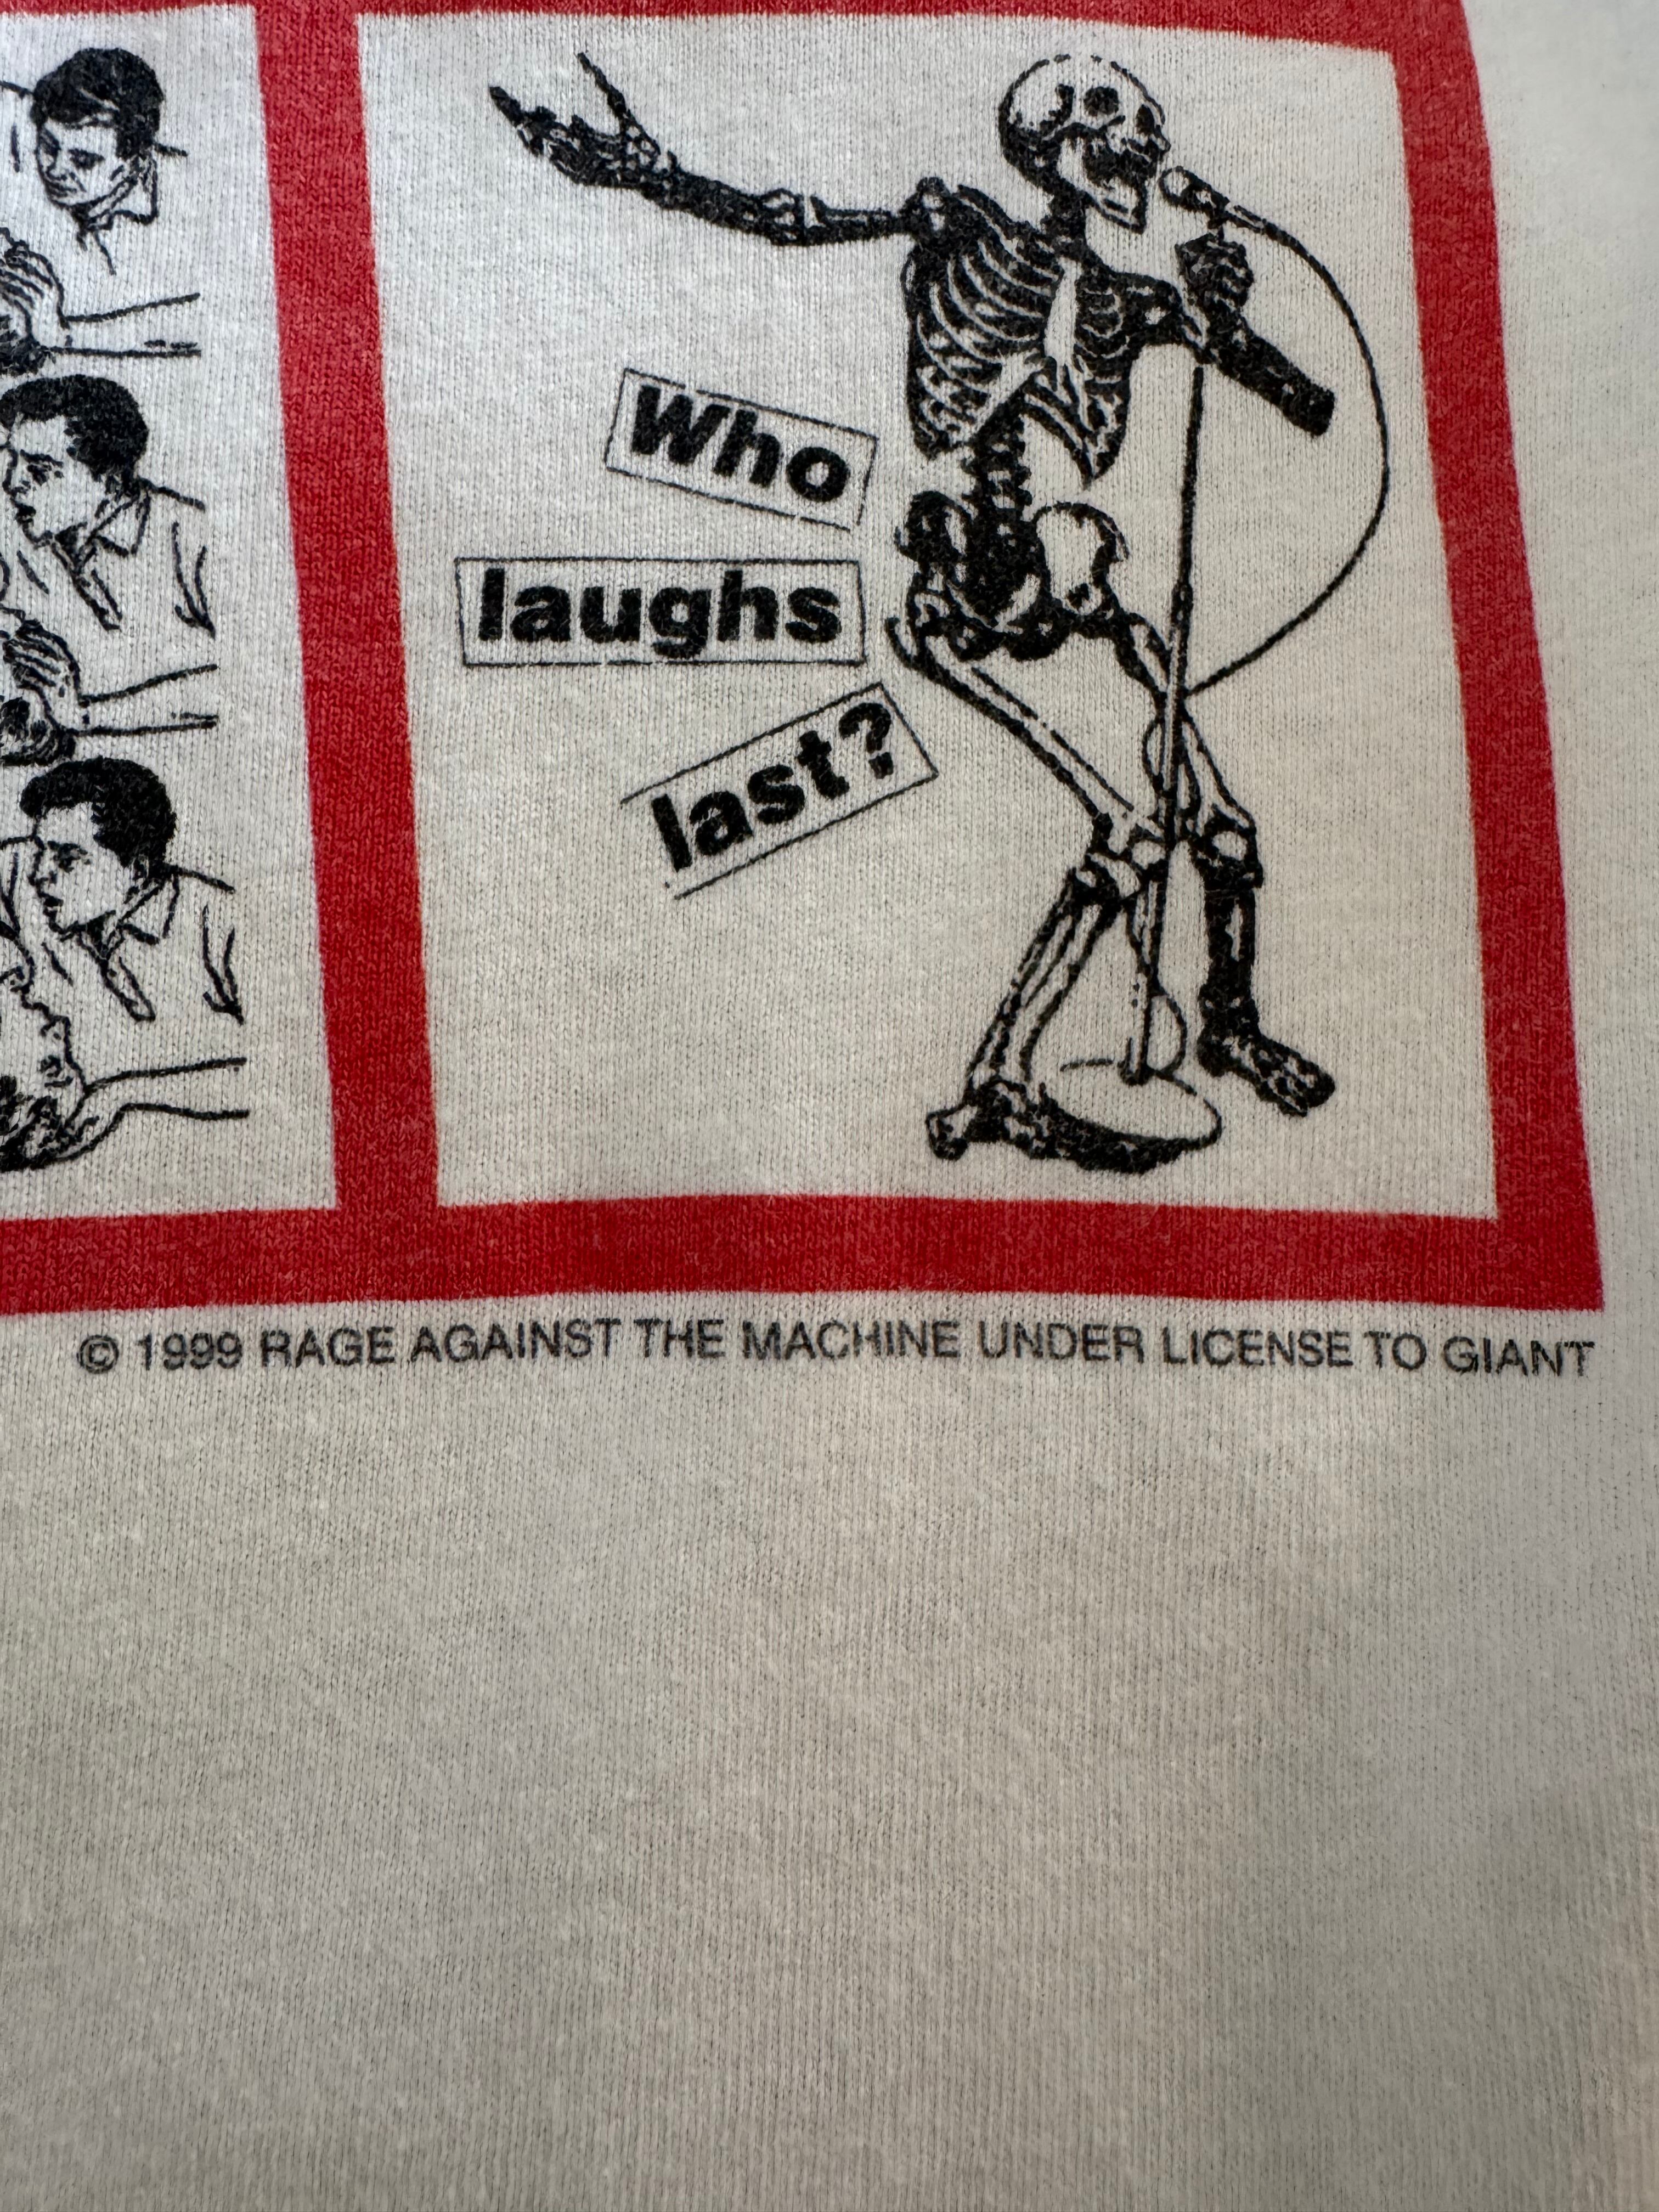 Who
laughs
last?
© 1999 RAGE AGAINST THE MACHINE UNDER LICENSE TO GIANT